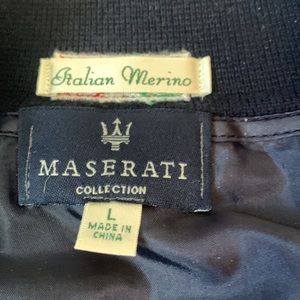 Italian Merino
MASERATI
COLLECTION
L
MADE IN
CHINA